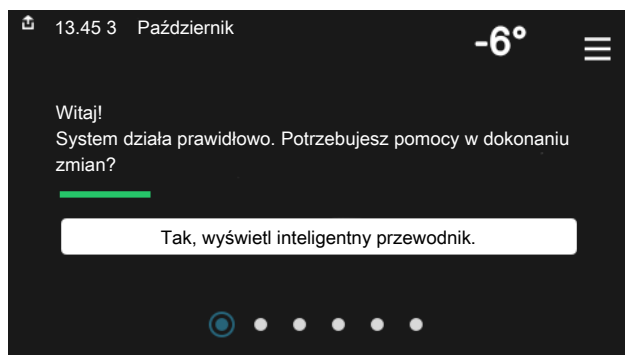 13.45 3 Październik
-6°
Witaj!
System działa prawidłowo. Potrzebujesz pomocy w dokonaniu
zmian?
Tak, wyświetl inteligentny przewodnik.